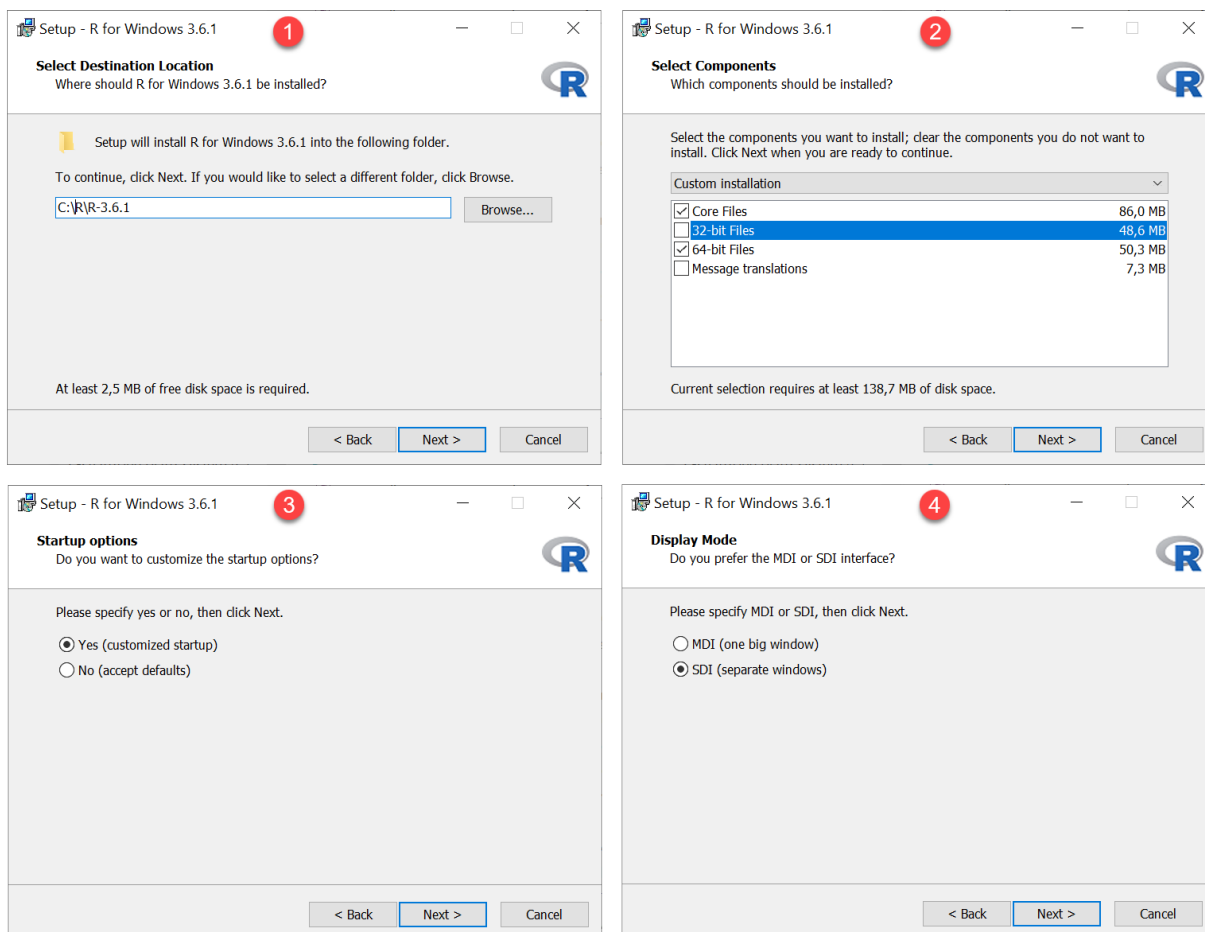 Setup - R for Windows 3.6.1
1
Select Destination Location
Where should R for Windows 3.6.1 be installed?
R
Setup will install R for Windows 3.6.1 into the following folder.
To continue, click Next. If you would like to select a different folder, click Browse.
C:\R\R-3.6.1
Browse...
At least 2,5 MB of free disk space is required.
< Back Next > Cancel
Setup - R for Windows 3.6.1
2
Select Components
Which components should be installed?
R
Select the components you want to install; clear the components you do not want to
install. Click Next when you are ready to continue.
Custom installation
Core Files 86,0 MB
32-bit Files 48,6 MB
64-bit Files 50,3 MB
Message translations 7,3 MB
Current selection requires at least 138,7 MB of disk space.
< Back Next > Cancel
Setup - R for Windows 3.6.1
3
Startup options
Do you want to customize the startup options?
R
Please specify yes or no, then click Next.
Yes (customized startup)
No (accept defaults)
< Back Next > Cancel
Setup - R for Windows 3.6.1
4
Display Mode
Do you prefer the MDI or SDI interface?
R
Please specify MDI or SDI, then click Next.
MDI (one big window)
SDI (separate windows)
< Back Next > Cancel